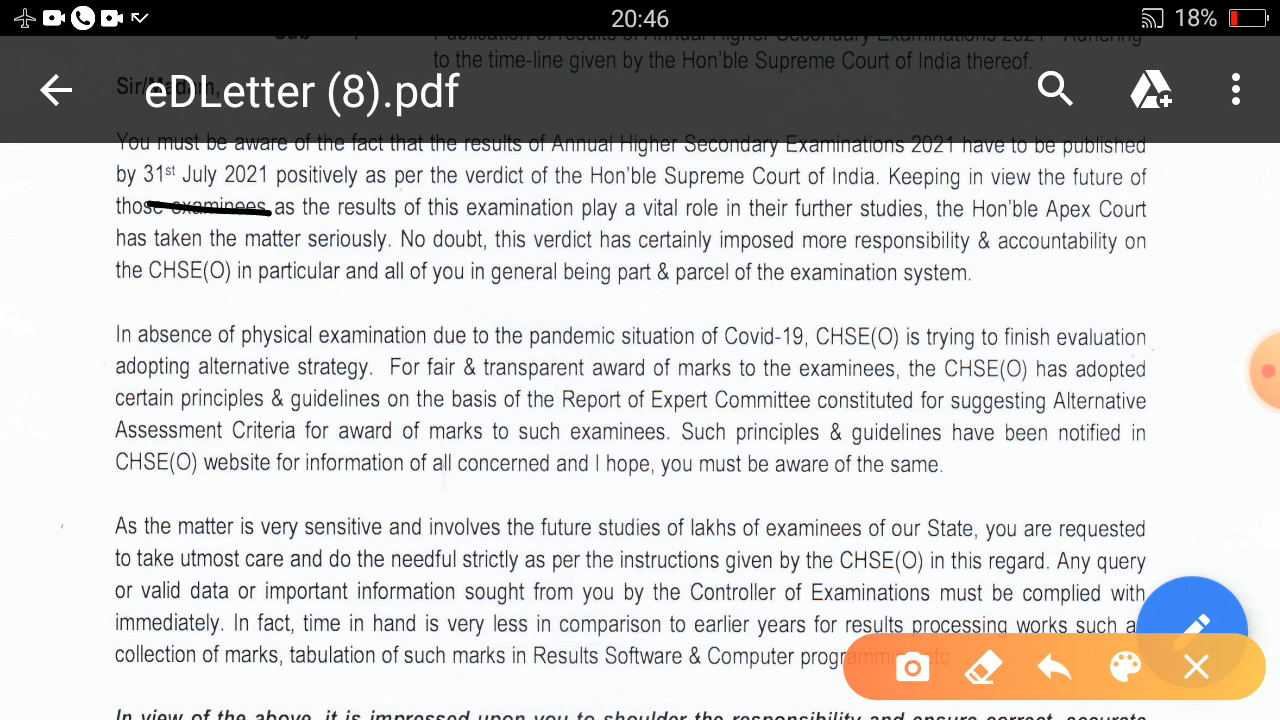 20:46
18%
Publication of results of Annual Higher Secondary Examinations 2021 - Adhering
to the time-line given by the Hon'ble Supreme Court of India thereof.
Sir/Madam,
eDLetter (8).pdf
You must be aware of the fact that the results of Annual Higher Secondary Examinations 2021 have to be published
by 31st July 2021 positively as per the verdict of the Hon'ble Supreme Court of India. Keeping in view the future of
those examinees as the results of this examination play a vital role in their further studies, the Hon'ble Apex Court
has taken the matter seriously. No doubt, this verdict has certainly imposed more responsibility & accountability on
the CHSE(O) in particular and all of you in general being part & parcel of the examination system.
In absence of physical examination due to the pandemic situation of Covid-19, CHSE(O) is trying to finish evaluation
adopting alternative strategy. For fair & transparent award of marks to the examinees, the CHSE(O) has adopted
certain principles & guidelines on the basis of the Report of Expert Committee constituted for suggesting Alternative
Assessment Criteria for award of marks to such examinees. Such principles & guidelines have been notified in
CHSE(O) website for information of all concerned and I hope, you must be aware of the same.
As the matter is very sensitive and involves the future studies of lakhs of examinees of our State, you are requested
to take utmost care and do the needful strictly as per the instructions given by the CHSE(O) in this regard. Any query
or valid data or important information sought from you by the Controller of Examinations must be complied with
immediately. In fact, time in hand is very less in comparison to earlier years for results processing works such as
collection of marks, tabulation of such marks in Results Software & Computer programming etc
In view of the above, it is impressed upon you to shoulder the responsibility and ensure correct, accurate